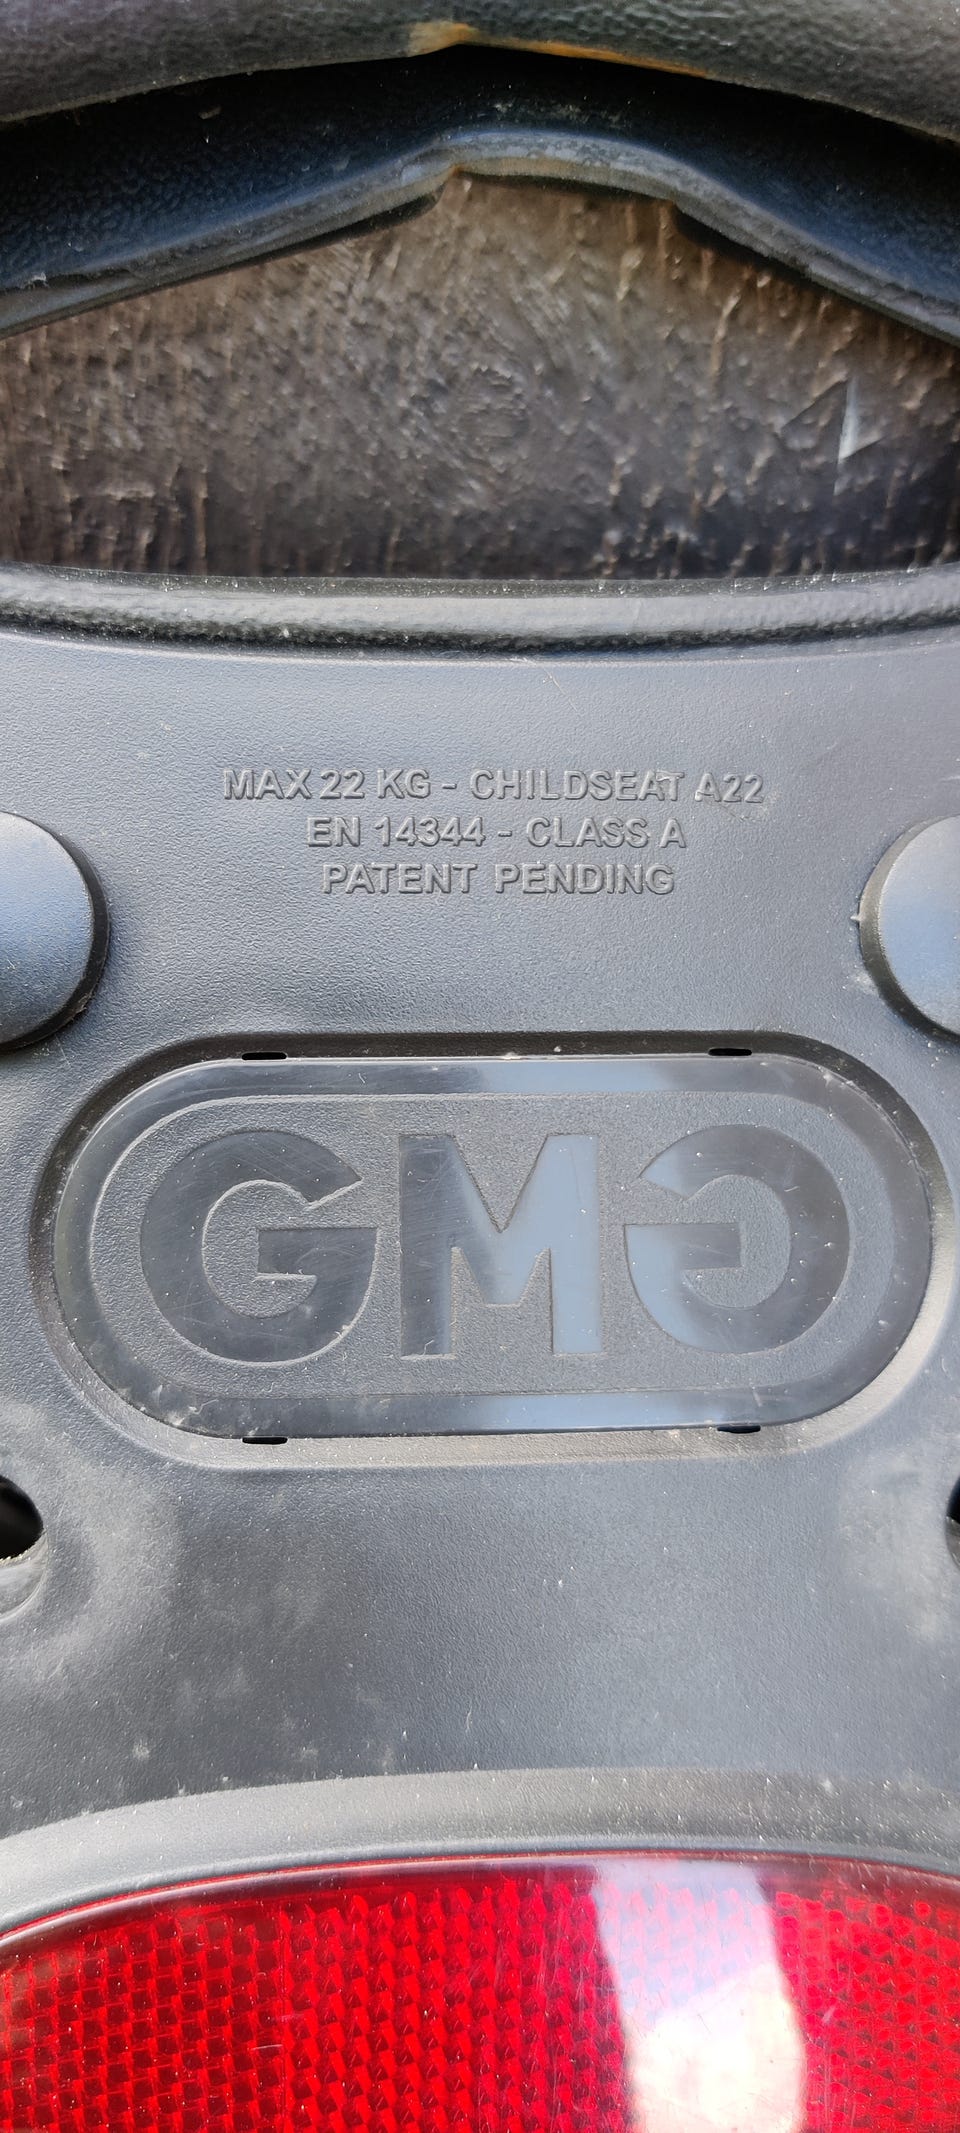 MAX 22 KG - CHILDSEAT A22
EN 14344 - CLASS A
PATENT PENDING
GMG